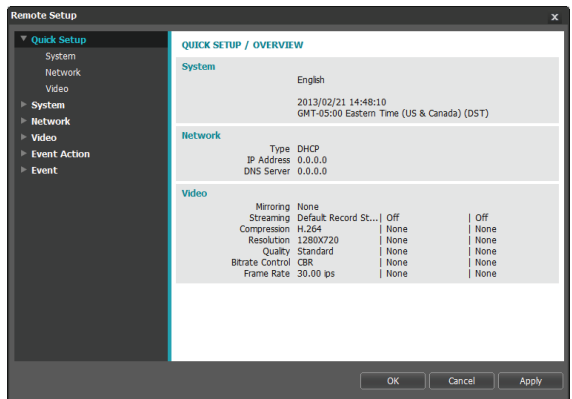 Remote Setup x
Quick Setup
System
Network
Video
System
Network
Video
Event Action
Event
QUICK SETUP / OVERVIEW
System
English
2013/02/21 14:48:10
GMT-05:00 Eastern Time (US & Canada) (DST)
Network
Type DHCP
IP Address 0.0.0.0
DNS Server 0.0.0.0
Video
Mirroring None
Streaming Default Record St...| Off | Off
Compression H.264 | None | None
Resolution 1280X720 | None | None
Quality Standard | None | None
Bitrate Control CBR | None | None
Frame Rate 30.00 ips | None | None
OK Cancel Apply